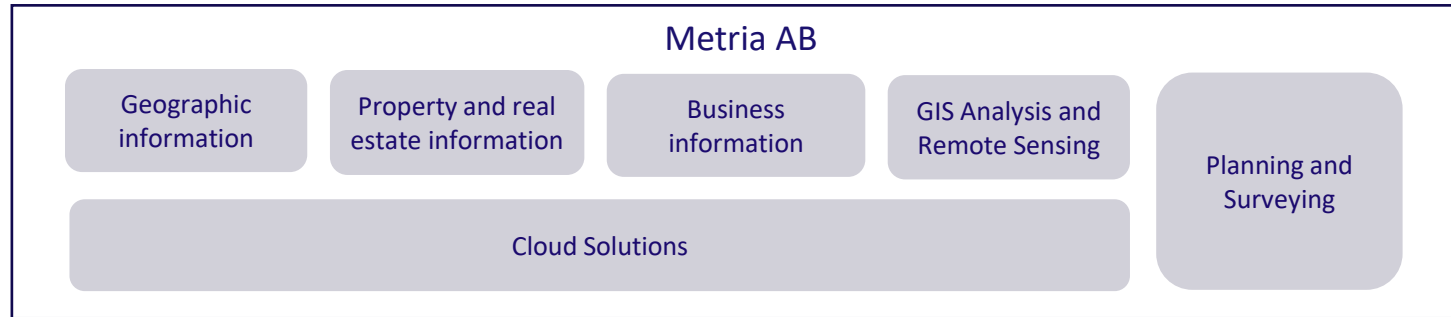 Metria AB
Geographic
information
Property and real
estate information
Business
information
GIS Analysis and
Remote Sensing
Planning and
Surveying
Cloud Solutions